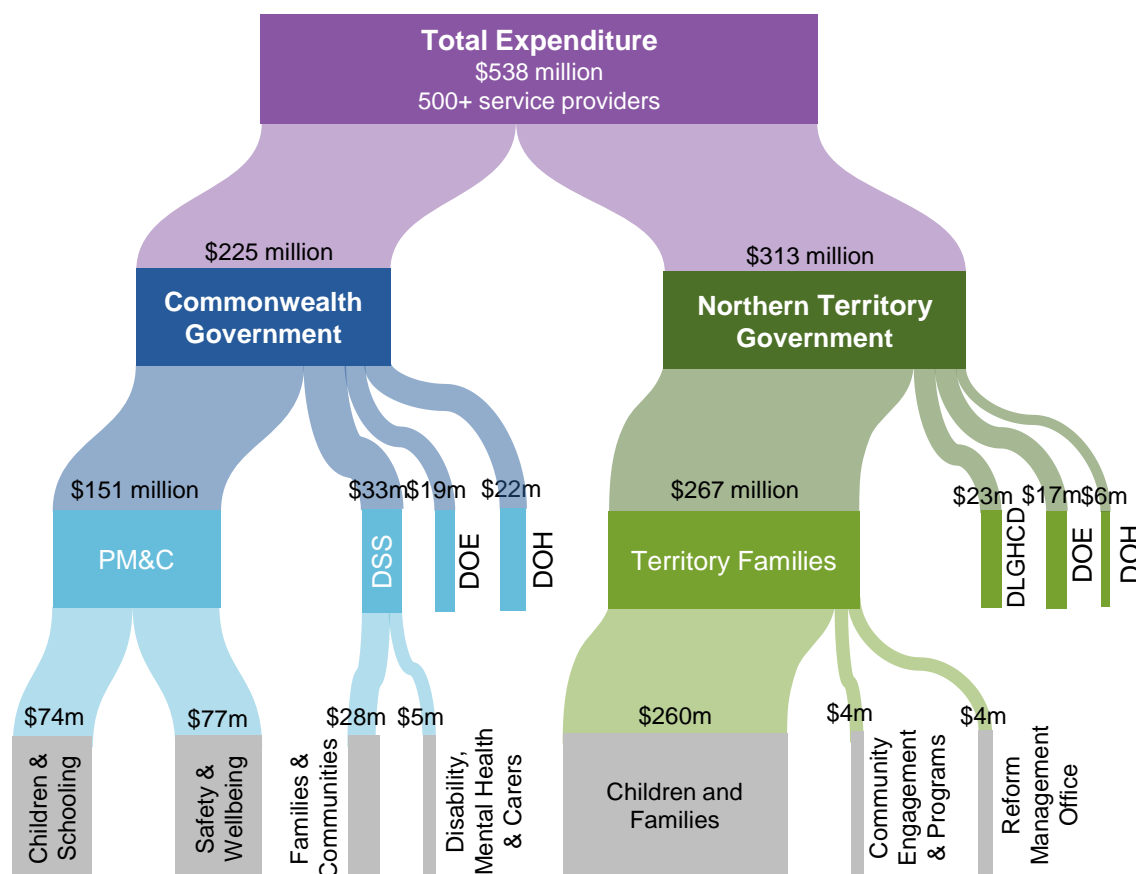 Total Expenditure
$538 million
500+ service providers
$225 million
$313 million
Commonwealth
Government
Northern Territory
Government
$151 million
$33m
$19m
$22m
$267 million
$23m
$17m
$6m
PM&C
DSS
DOE
DOH
Territory Families
DLGHCD
DOE
DOH
$74m
$77m
$28m
$5m
$260m
$4m
$4m
Children &
Schooling
Safety &
Wellbeing
Families &
Communities
Disability,
Mental Health
& Carers
Children and
Families
Community
Engagement
& Programs
Reform
Management
Office